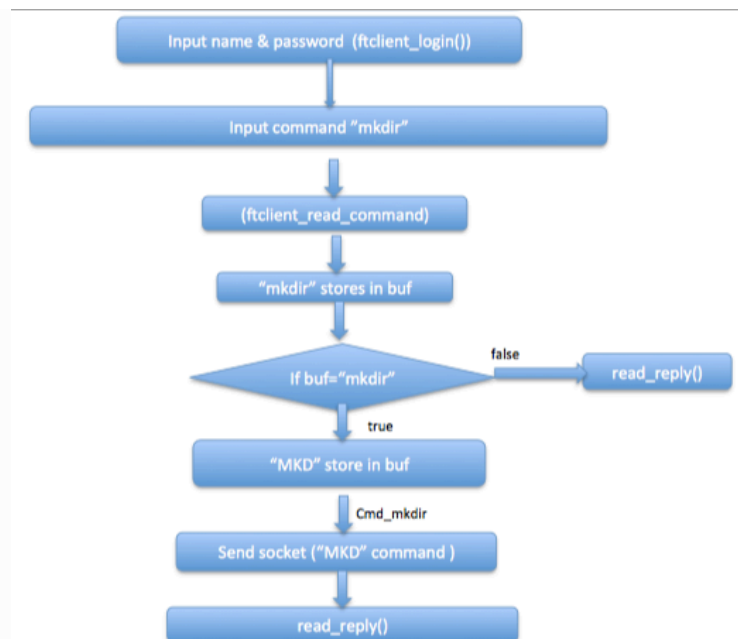 Input name & password (ftclient_login())
Input command "mkdir"
(ftclient_read_command)
"mkdir" stores in buf
If buf="mkdir"
false
read_reply()
true
"MKD" store in buf
Cmd_mkdir
Send socket ("MKD" command )
read_reply()